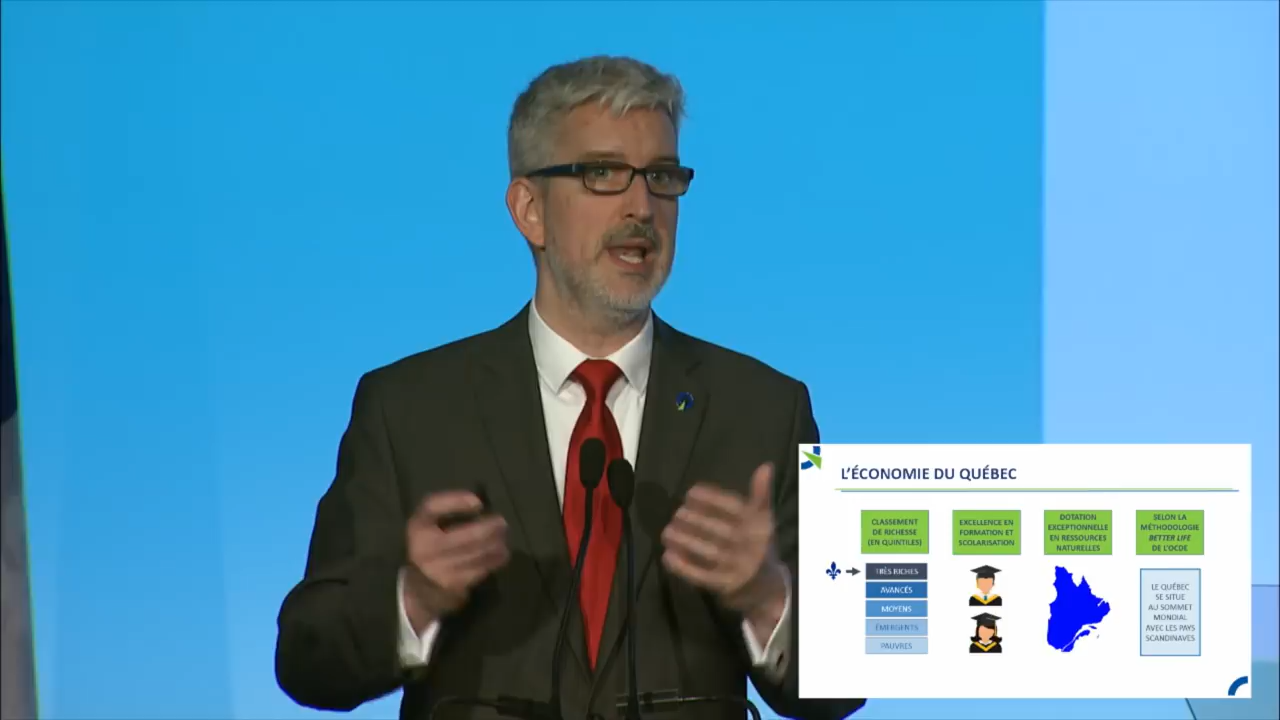 L'ÉCONOMIE DU QUÉBEC
CLASSEMENT
DE RICHESSE
(EN QUINTILES)
TRÈS RICHES
AVANCÉS
MOYENS
ÉMERGENTS
PAUVRES
EXCELLENCE EN
FORMATION ET
SCOLARISATION
DOTATION
EXCEPTIONNELLE
EN RESSOURCES
NATURELLES
SELON LA
MÉTHODOLOGIE
BETTER LIFE
DE L'OCDE
LE QUÉBEC
SE SITUE
AU SOMMET
MONDIAL
AVEC LES PAYS
SCANDINAVES